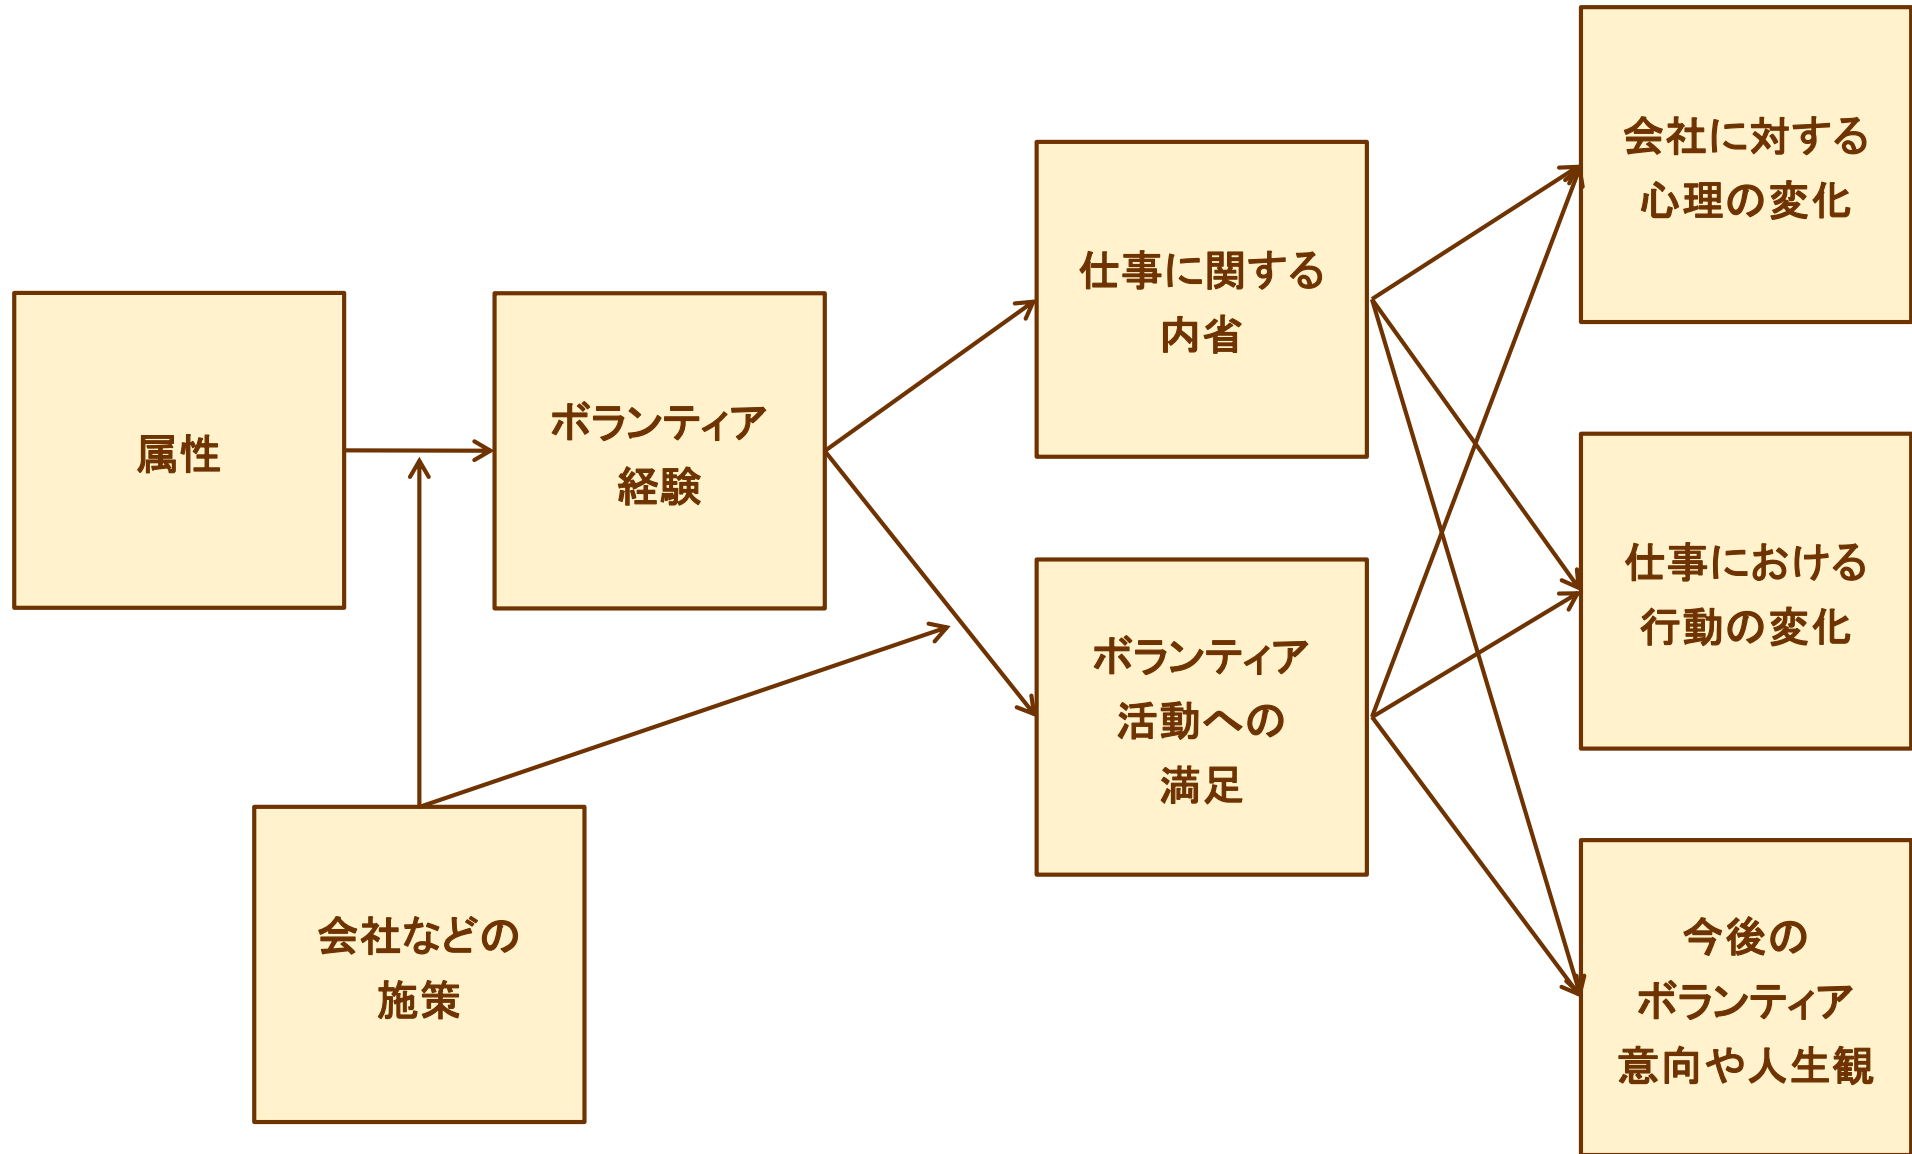 属性
ボランティア
経験
会社などの
施策
仕事に関する
内省
ボランティア
活動への
満足
会社に対する
心理の変化
仕事における
行動の変化
今後の
ボランティア
意向や人生観